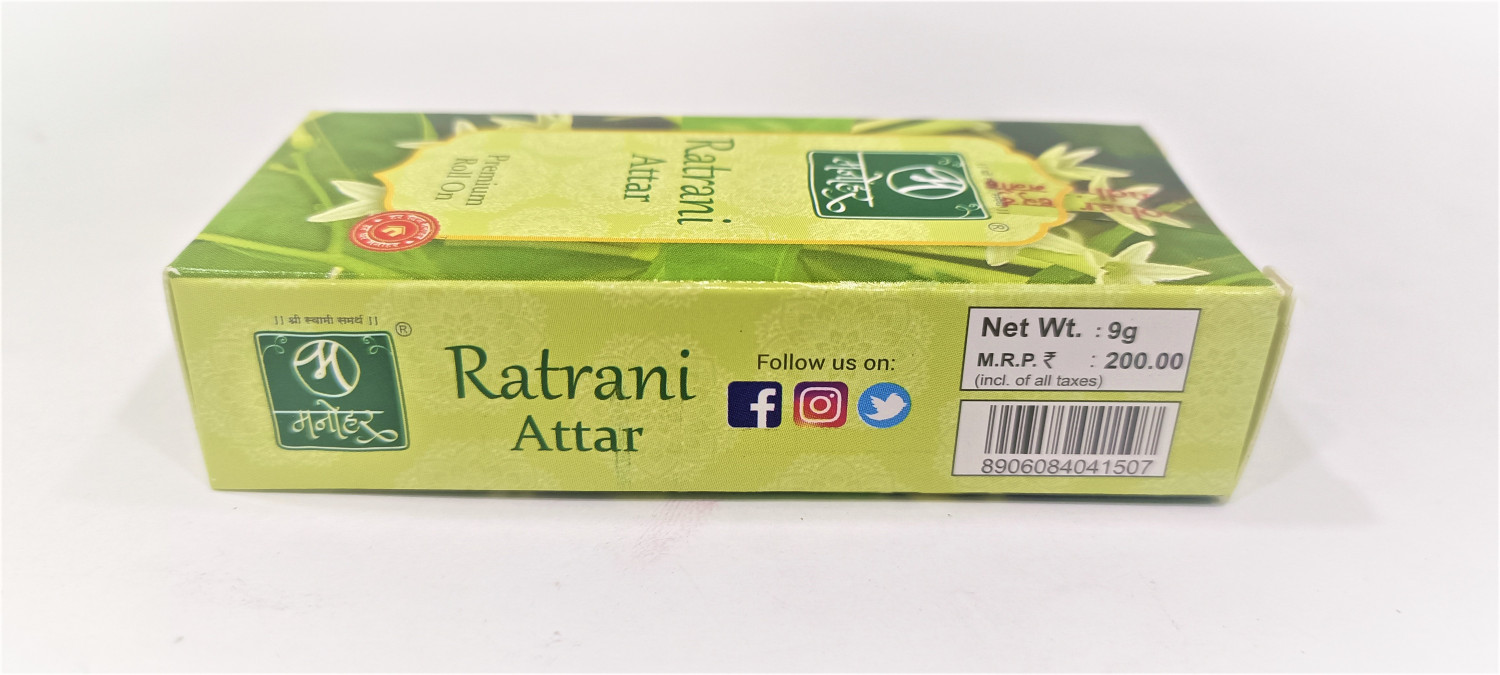 Premium
Roll On
Ratrani
Attar
मनोहर
®
|| श्री स्वामी समर्थ ||
®
मनोहर
Ratrani
Attar
Follow us on:
Net Wt. : 9g
M.R.P. ₹ : 200.00
(incl. of all taxes)
8906084041507